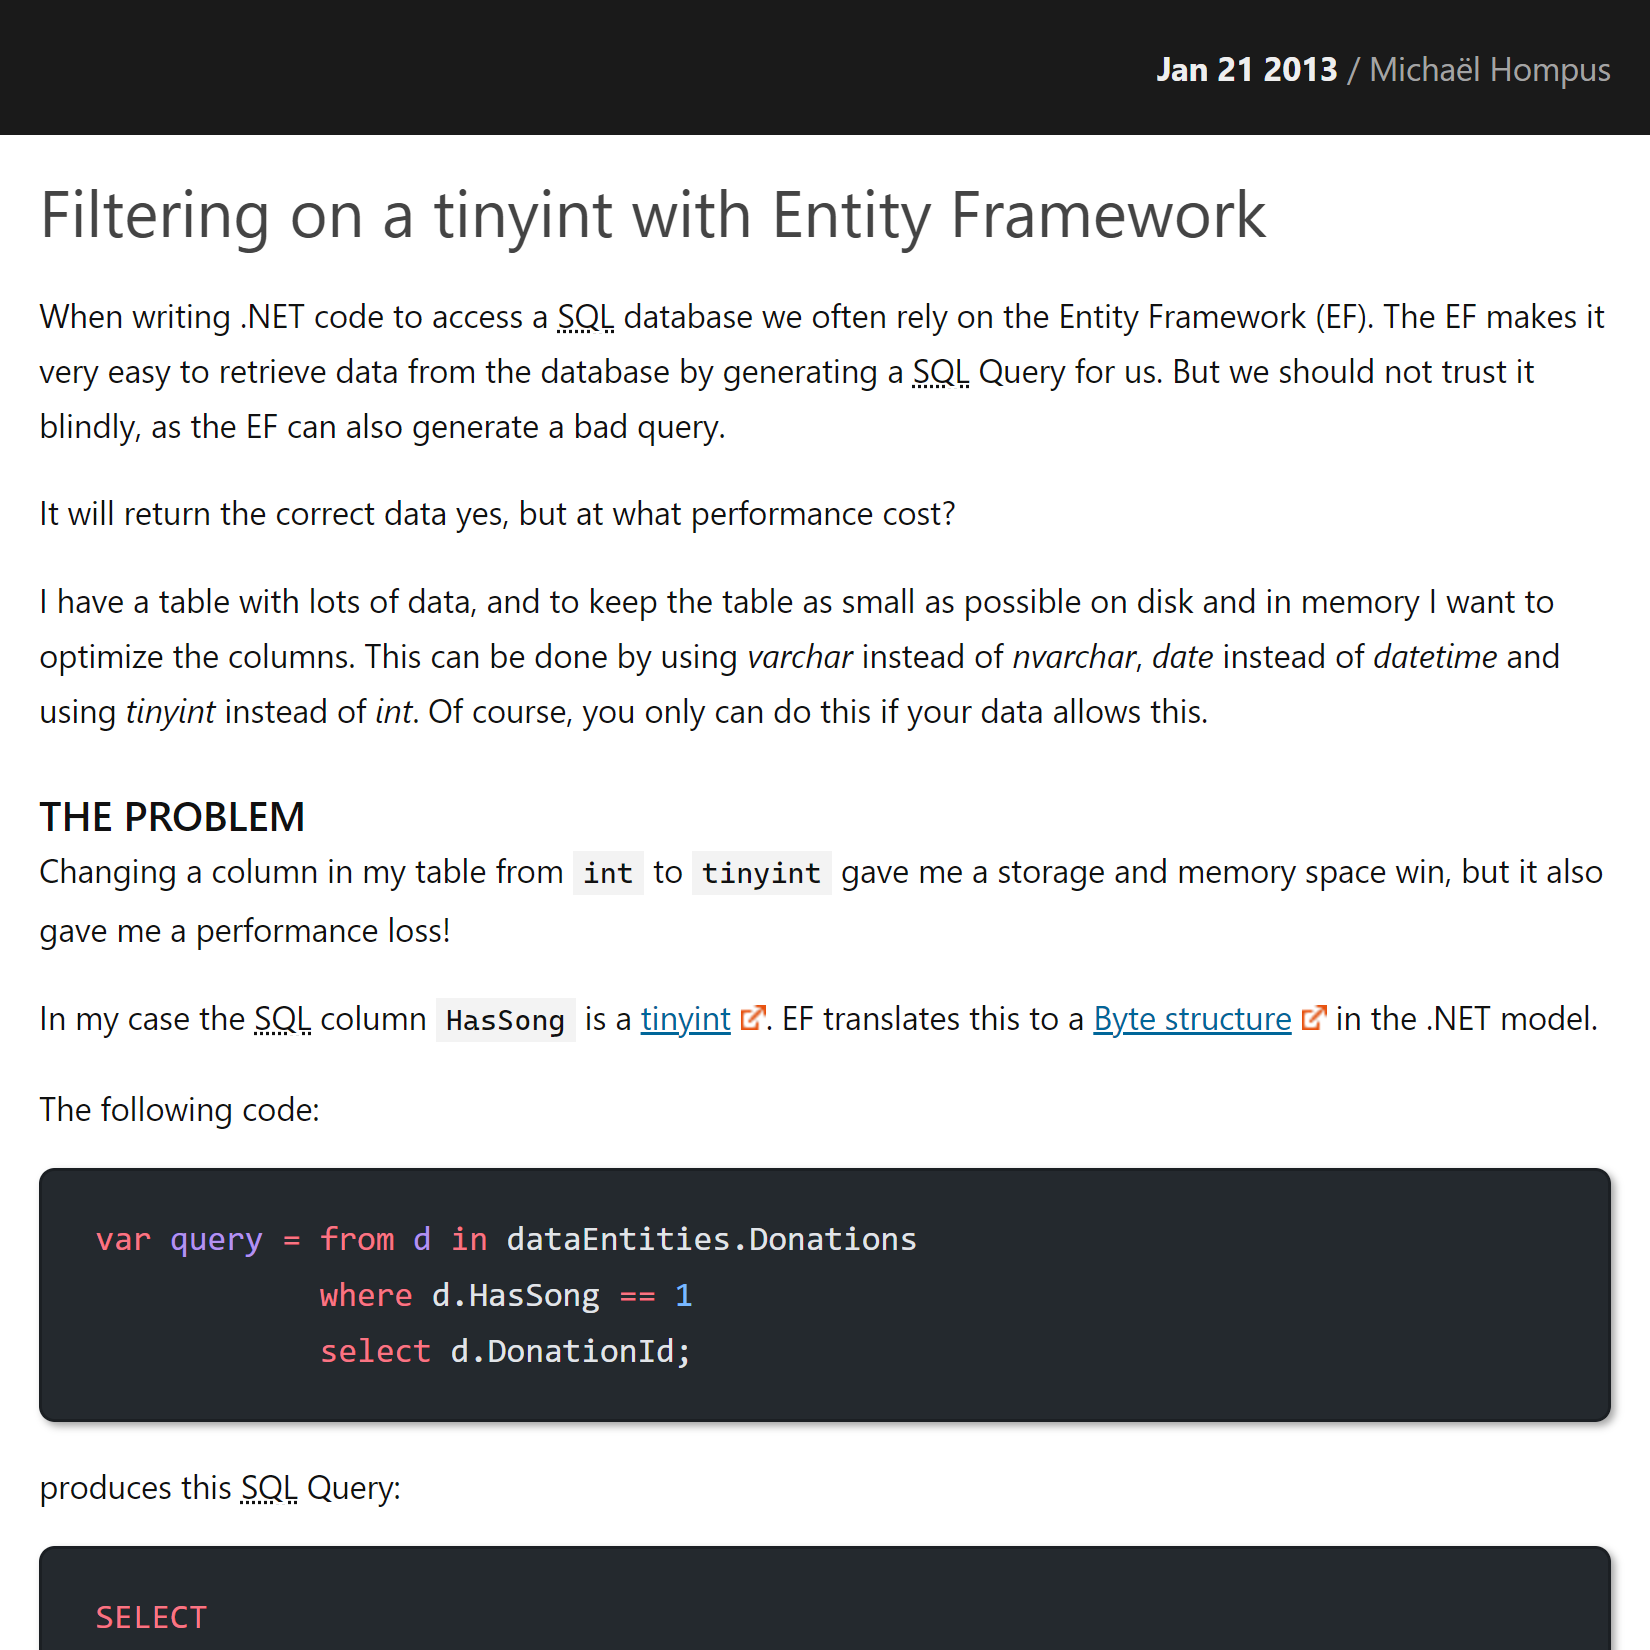 Jan 21 2013 / Michaël Hompus
Filtering on a tinyint with Entity Framework
When writing .NET code to access a SQL database we often rely on the Entity Framework (EF). The EF makes it
very easy to retrieve data from the database by generating a SQL Query for us. But we should not trust it
blindly, as the EF can also generate a bad query.
It will return the correct data yes, but at what performance cost?
I have a table with lots of data, and to keep the table as small as possible on disk and in memory I want to
optimize the columns. This can be done by using varchar instead of nvarchar, date instead of datetime and
using tinyint instead of int. Of course, you only can do this if your data allows this.
THE PROBLEM
Changing a column in my table from int to tinyint gave me a storage and memory space win, but it also
gave me a performance loss!
In my case the SQL column HasSong is a tinyint. EF translates this to a Byte structure in the .NET model.
The following code:
var query = from d in dataEntities.Donations
where d.HasSong == 1
select d.DonationId;
produces this SQL Query:
SELECT